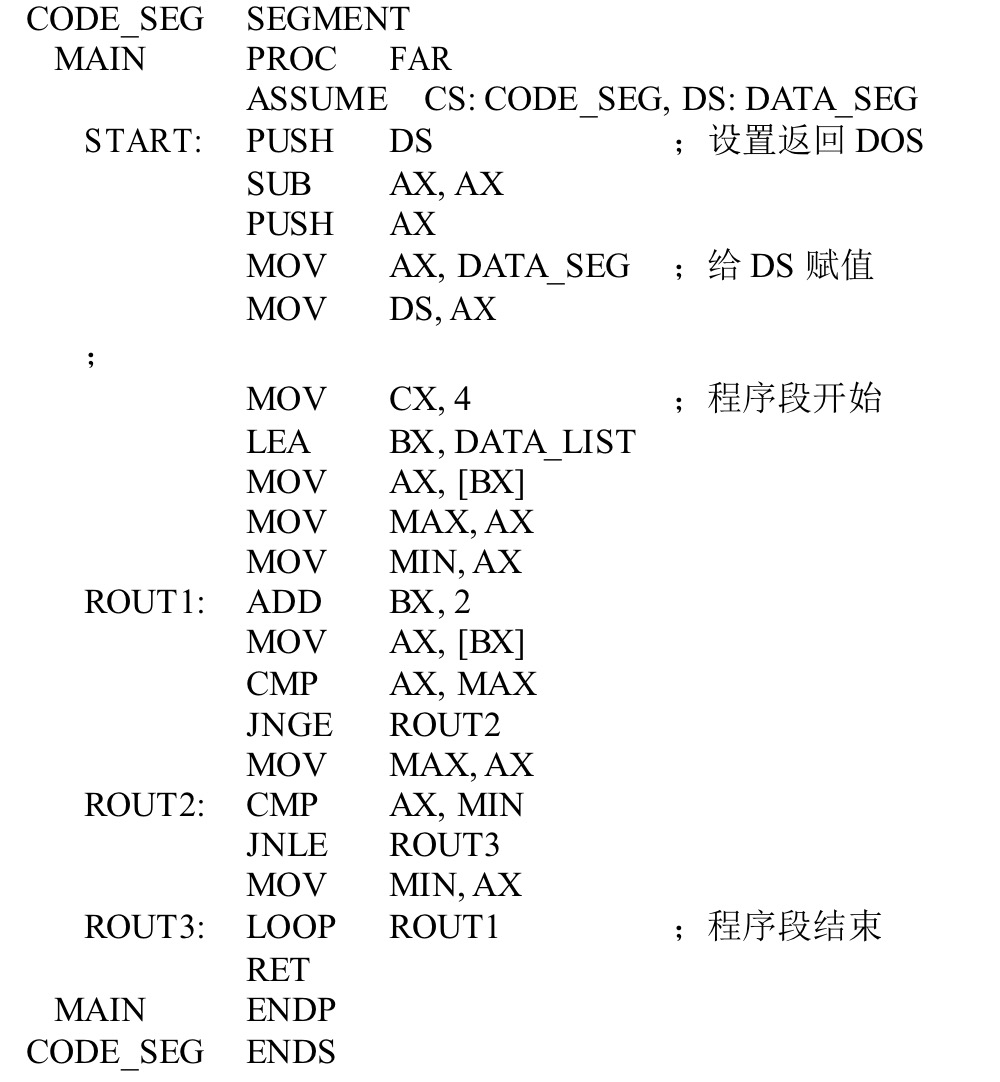 CODE_SEG SEGMENT
MAIN PROC FAR
ASSUME CS: CODE_SEG, DS: DATA_SEG
START: PUSH DS ；设置返回 DOS
SUB AX, AX
PUSH AX
MOV AX, DATA_SEG ；给 DS 赋值
MOV DS, AX
；
MOV CX, 4 ；程序段开始
LEA BX, DATA_LIST
MOV AX, [BX]
MOV MAX, AX
MOV MIN, AX
ROUT1: ADD BX, 2
MOV AX, [BX]
CMP AX, MAX
JNGE ROUT2
MOV MAX, AX
ROUT2: CMP AX, MIN
JNLE ROUT3
MOV MIN, AX
ROUT3: LOOP ROUT1 ；程序段结束
RET
MAIN ENDP
CODE_SEG ENDS